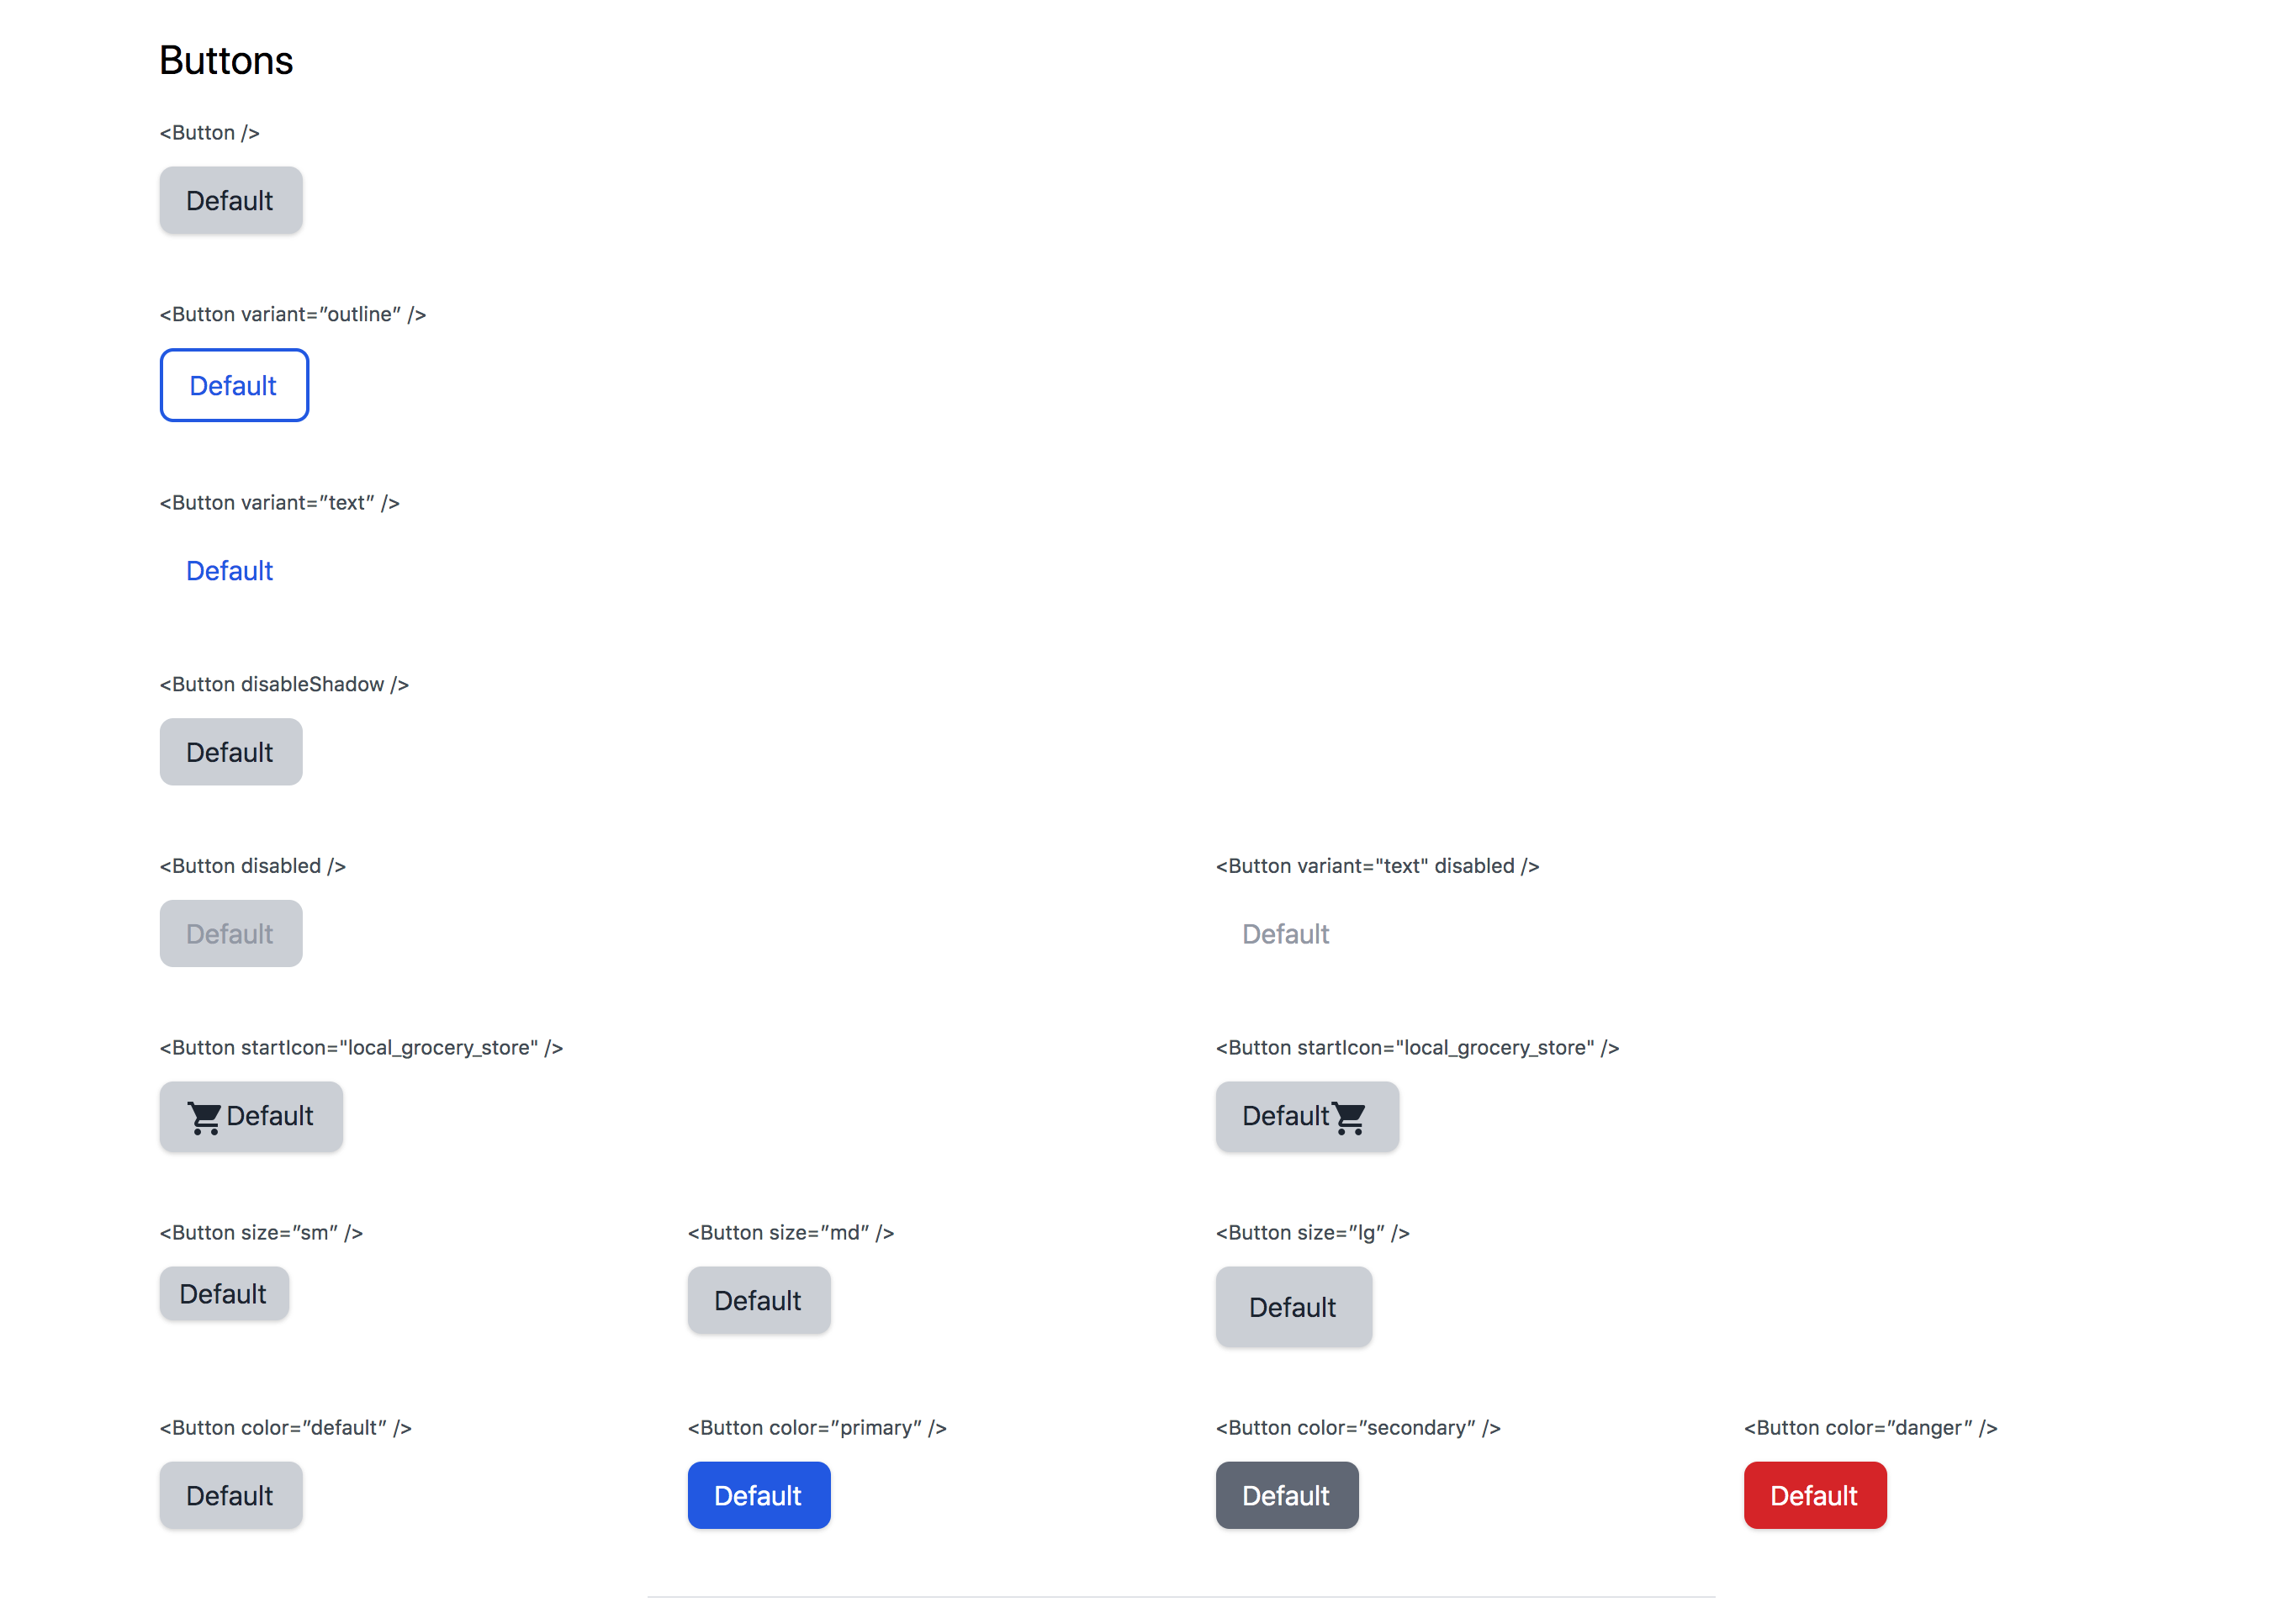 Buttons
<Button />
Default
<Button variant=”outline” />
Default
<Button variant=”text” />
Default
<Button disableShadow />
Default
<Button disabled />
Default
<Button variant="text" disabled />
Default
<Button startIcon="local_grocery_store" />
Default
<Button startIcon="local_grocery_store" />
Default
<Button size=”sm” />
Default
<Button size=”md” />
Default
<Button size=”lg” />
Default
<Button color=”default” />
Default
<Button color=”primary” />
Default
<Button color=”secondary” />
Default
<Button color=”danger” />
Default